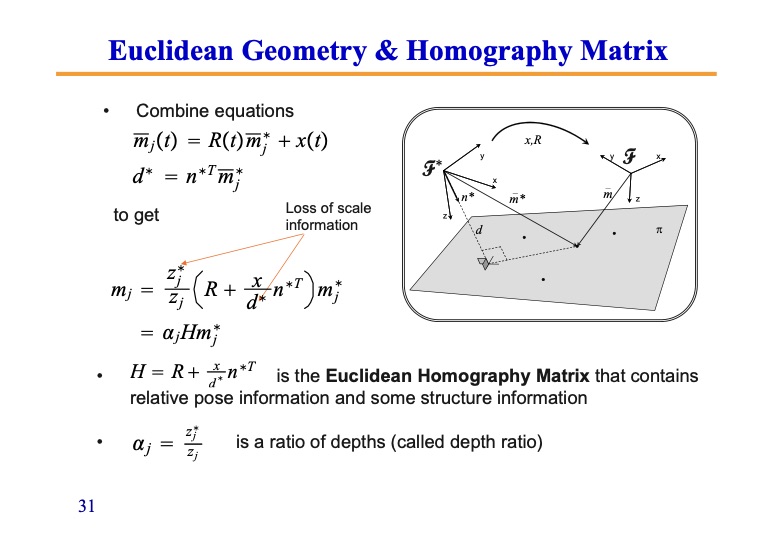 Euclidean Geometry & Homography Matrix
• Combine equations
m̅ⱼ(t) = R(t)m̅ⱼ* + x(t)
d* = n*ᵀm̅ⱼ*
to get
Loss of scale
information
mⱼ = zⱼ*/zⱼ (R + x/d* n*ᵀ) mⱼ*
= αⱼHmⱼ*
x,R
ℱ*
y
x
z
n*
m̅*
d
y
ℱ
x
z
m̅
π
• H = R + x/d* n*ᵀ is the Euclidean Homography Matrix that contains
relative pose information and some structure information
• αⱼ = zⱼ*/zⱼ is a ratio of depths (called depth ratio)
31